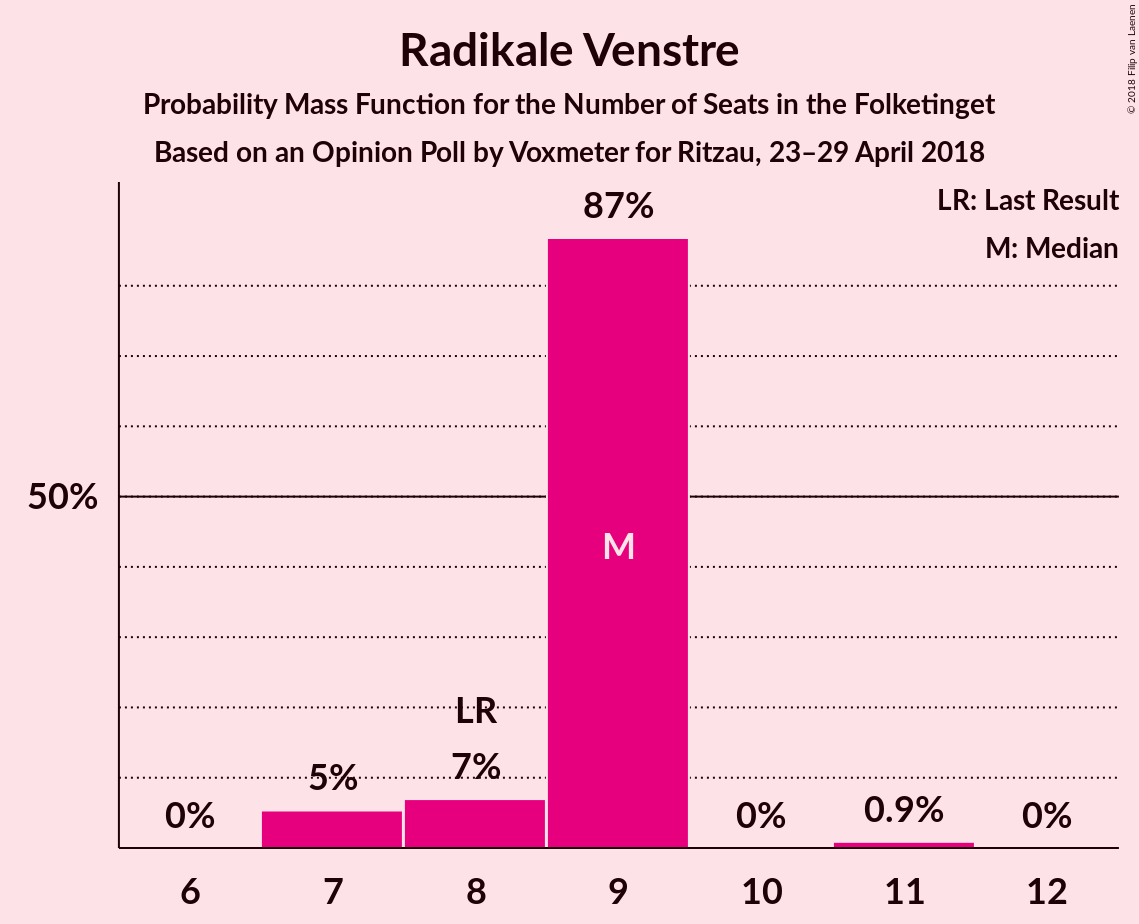 Radikale Venstre
Probability Mass Function for the Number of Seats in the Folketinget
Based on an Opinion Poll by Voxmeter for Ritzau, 23–29 April 2018
© 2018 Filip van Laenen
LR: Last Result
M: Median
87%
50%
M
LR
5%
7%
0%
0%
0.9%
0%
6
7
8
9
10
11
12